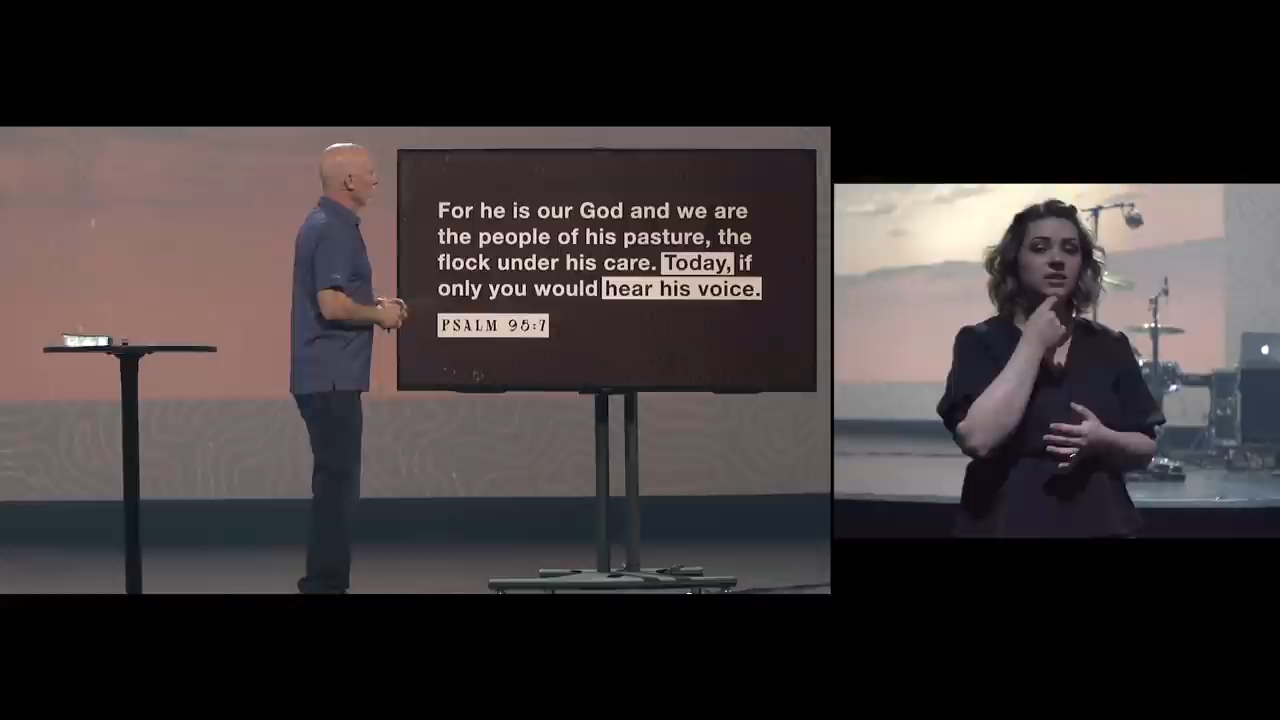 For he is our God and we are
the people of his pasture, the
flock under his care. Today, if
only you would hear his voice.
PSALM 95:7